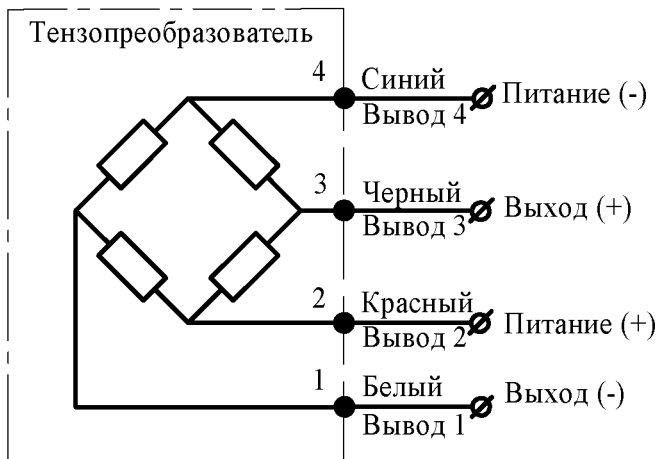 Тензопреобразователь
4 Синий Питание (-)
Вывод 4
3 Черный Выход (+)
Вывод 3
2 Красный Питание (+)
Вывод 2
1 Белый Выход (-)
Вывод 1